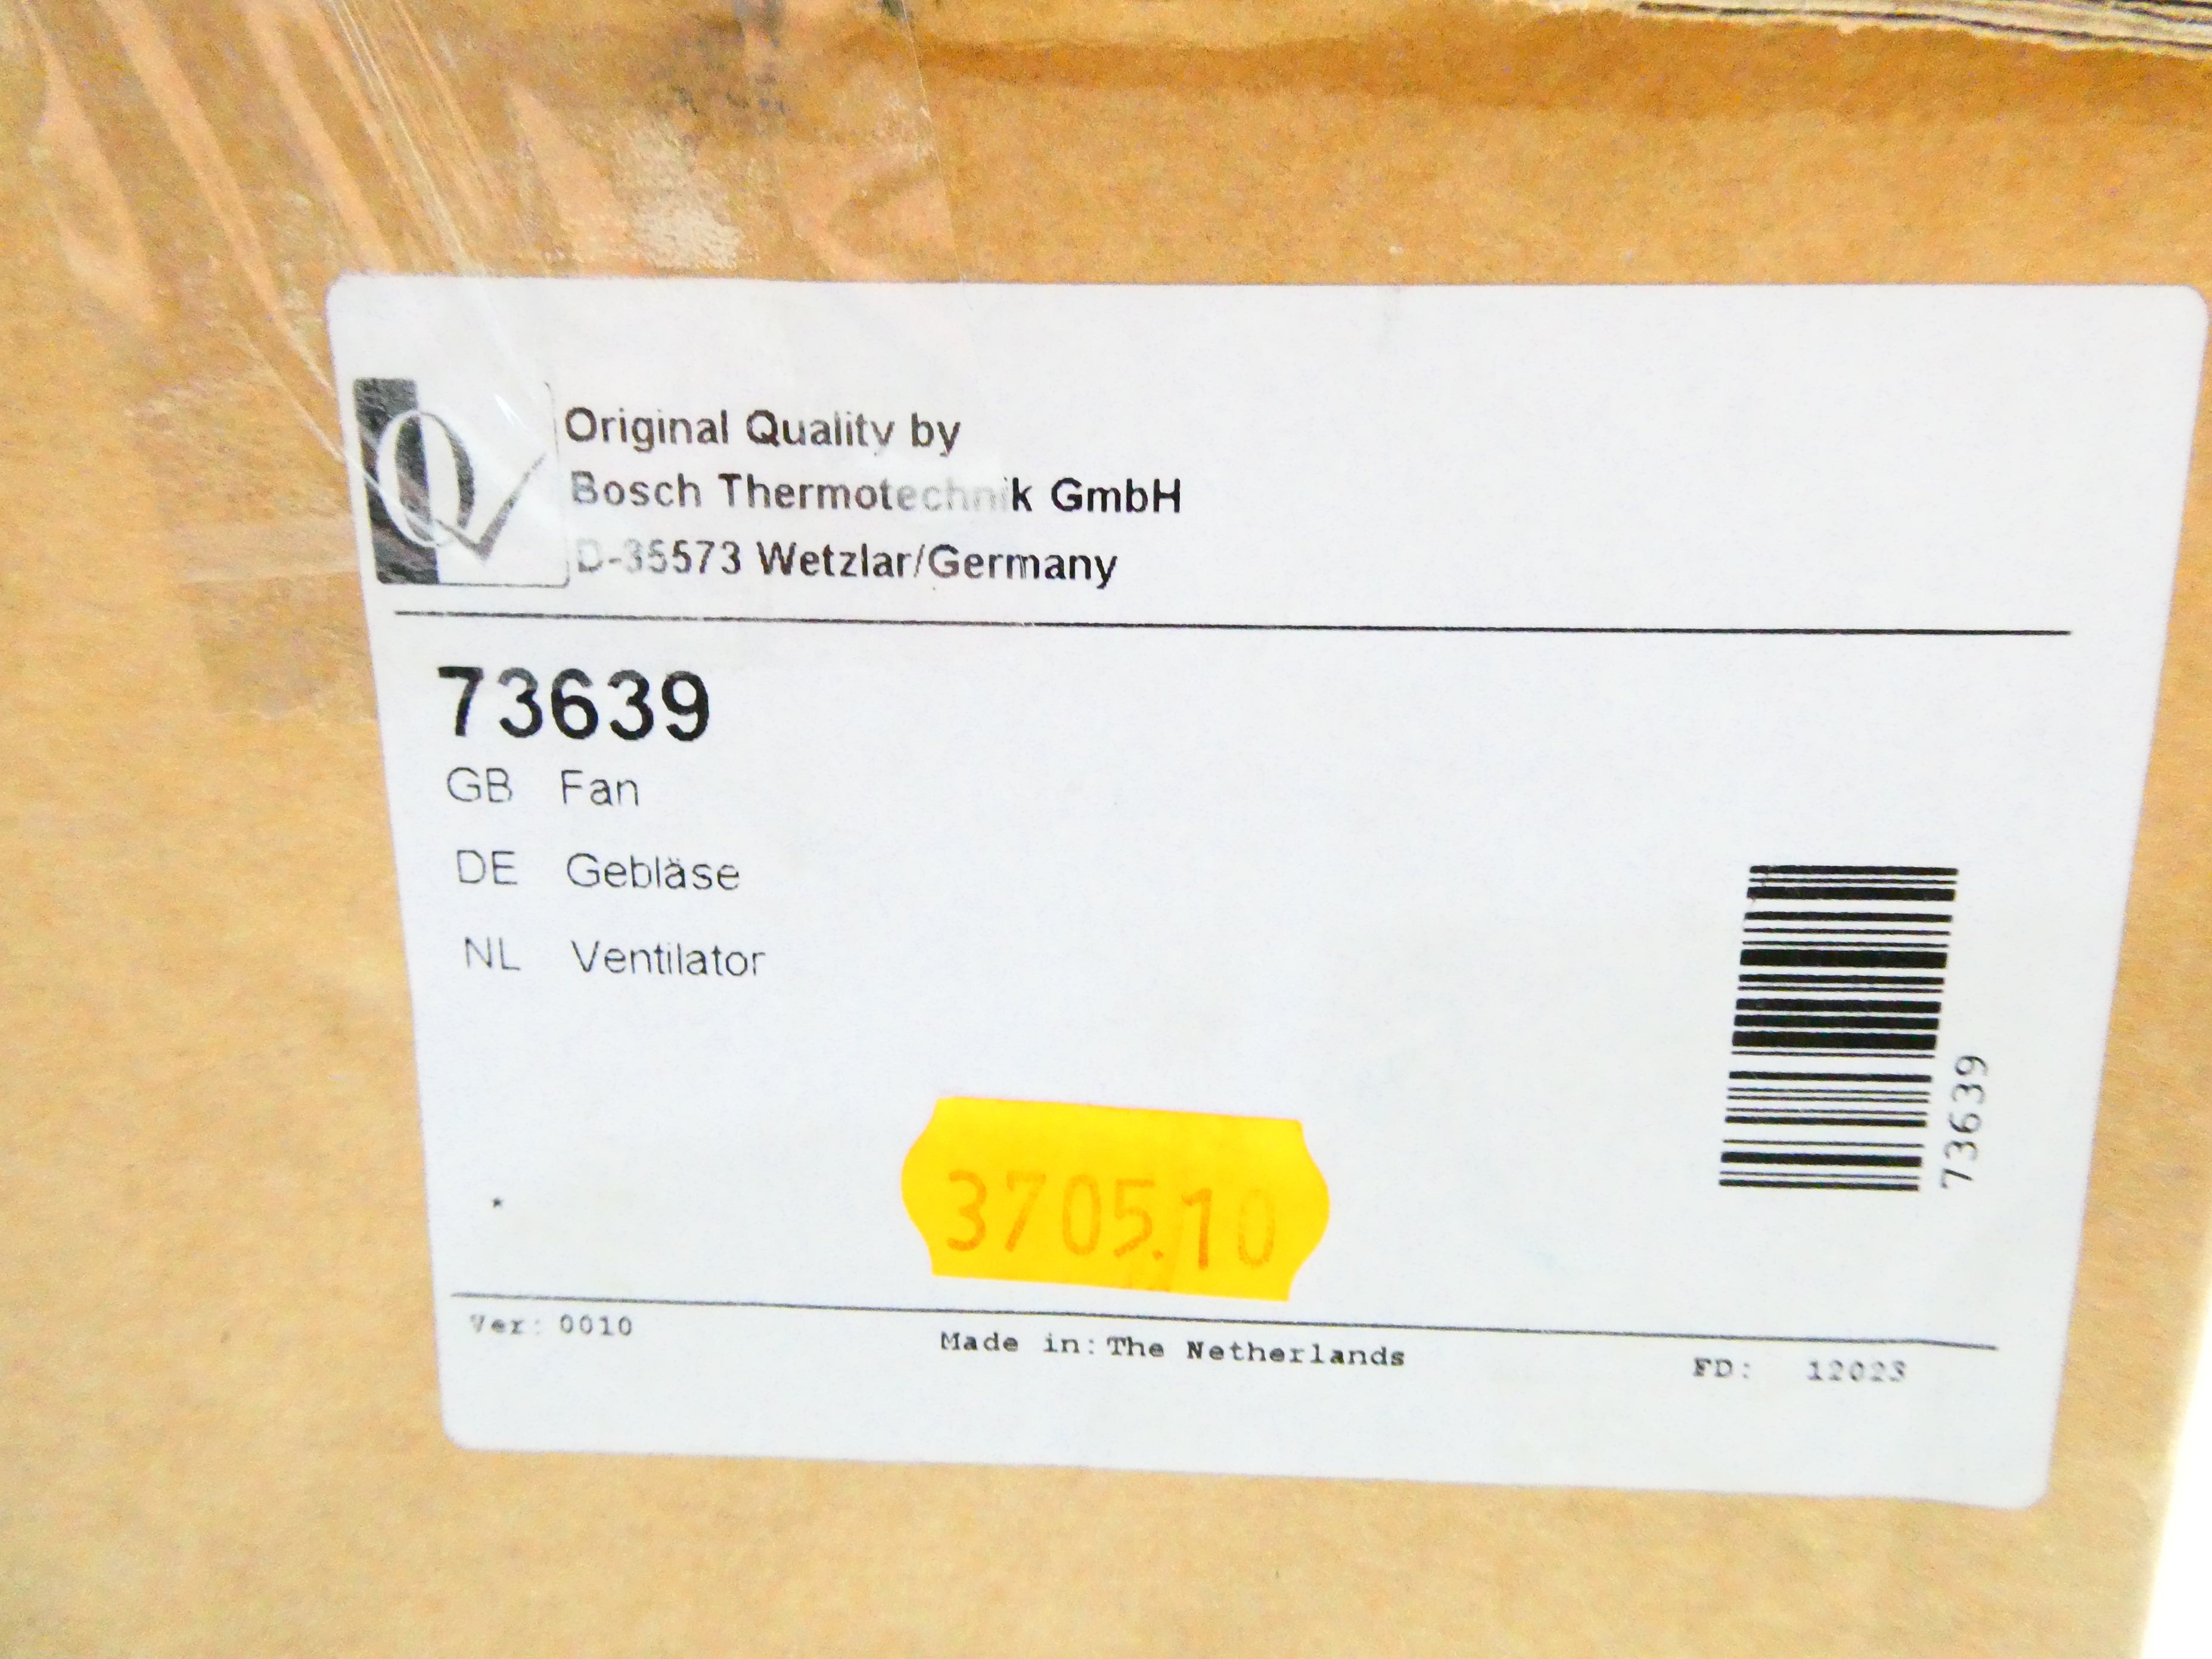 Original Quality by
Bosch Thermotechnik GmbH
D-35573 Wetzlar/Germany
73639
GB Fan
DE Gebläse
NL Ventilator
73639
*
3705.10
Ver: 0010
Made in: The Netherlands
FD: 12023